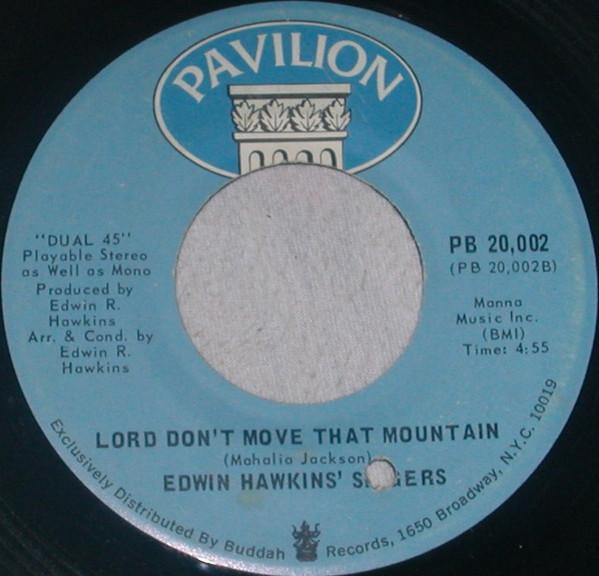 PAVILION
"DUAL 45"
Playable Stereo
as Well as Mono
Produced by
Edwin R.
Hawkins
Arr. & Cond. by
Edwin R.
Hawkins
PB 20,002
(PB 20,002B)
Manna
Music Inc.
(BMI)
Time: 4:55
LORD DON'T MOVE THAT MOUNTAIN
(Mahalia Jackson)
EDWIN HAWKINS'
Exclusively Distributed By Buddah Records, 1650 Broadway, N.Y.C. 10019